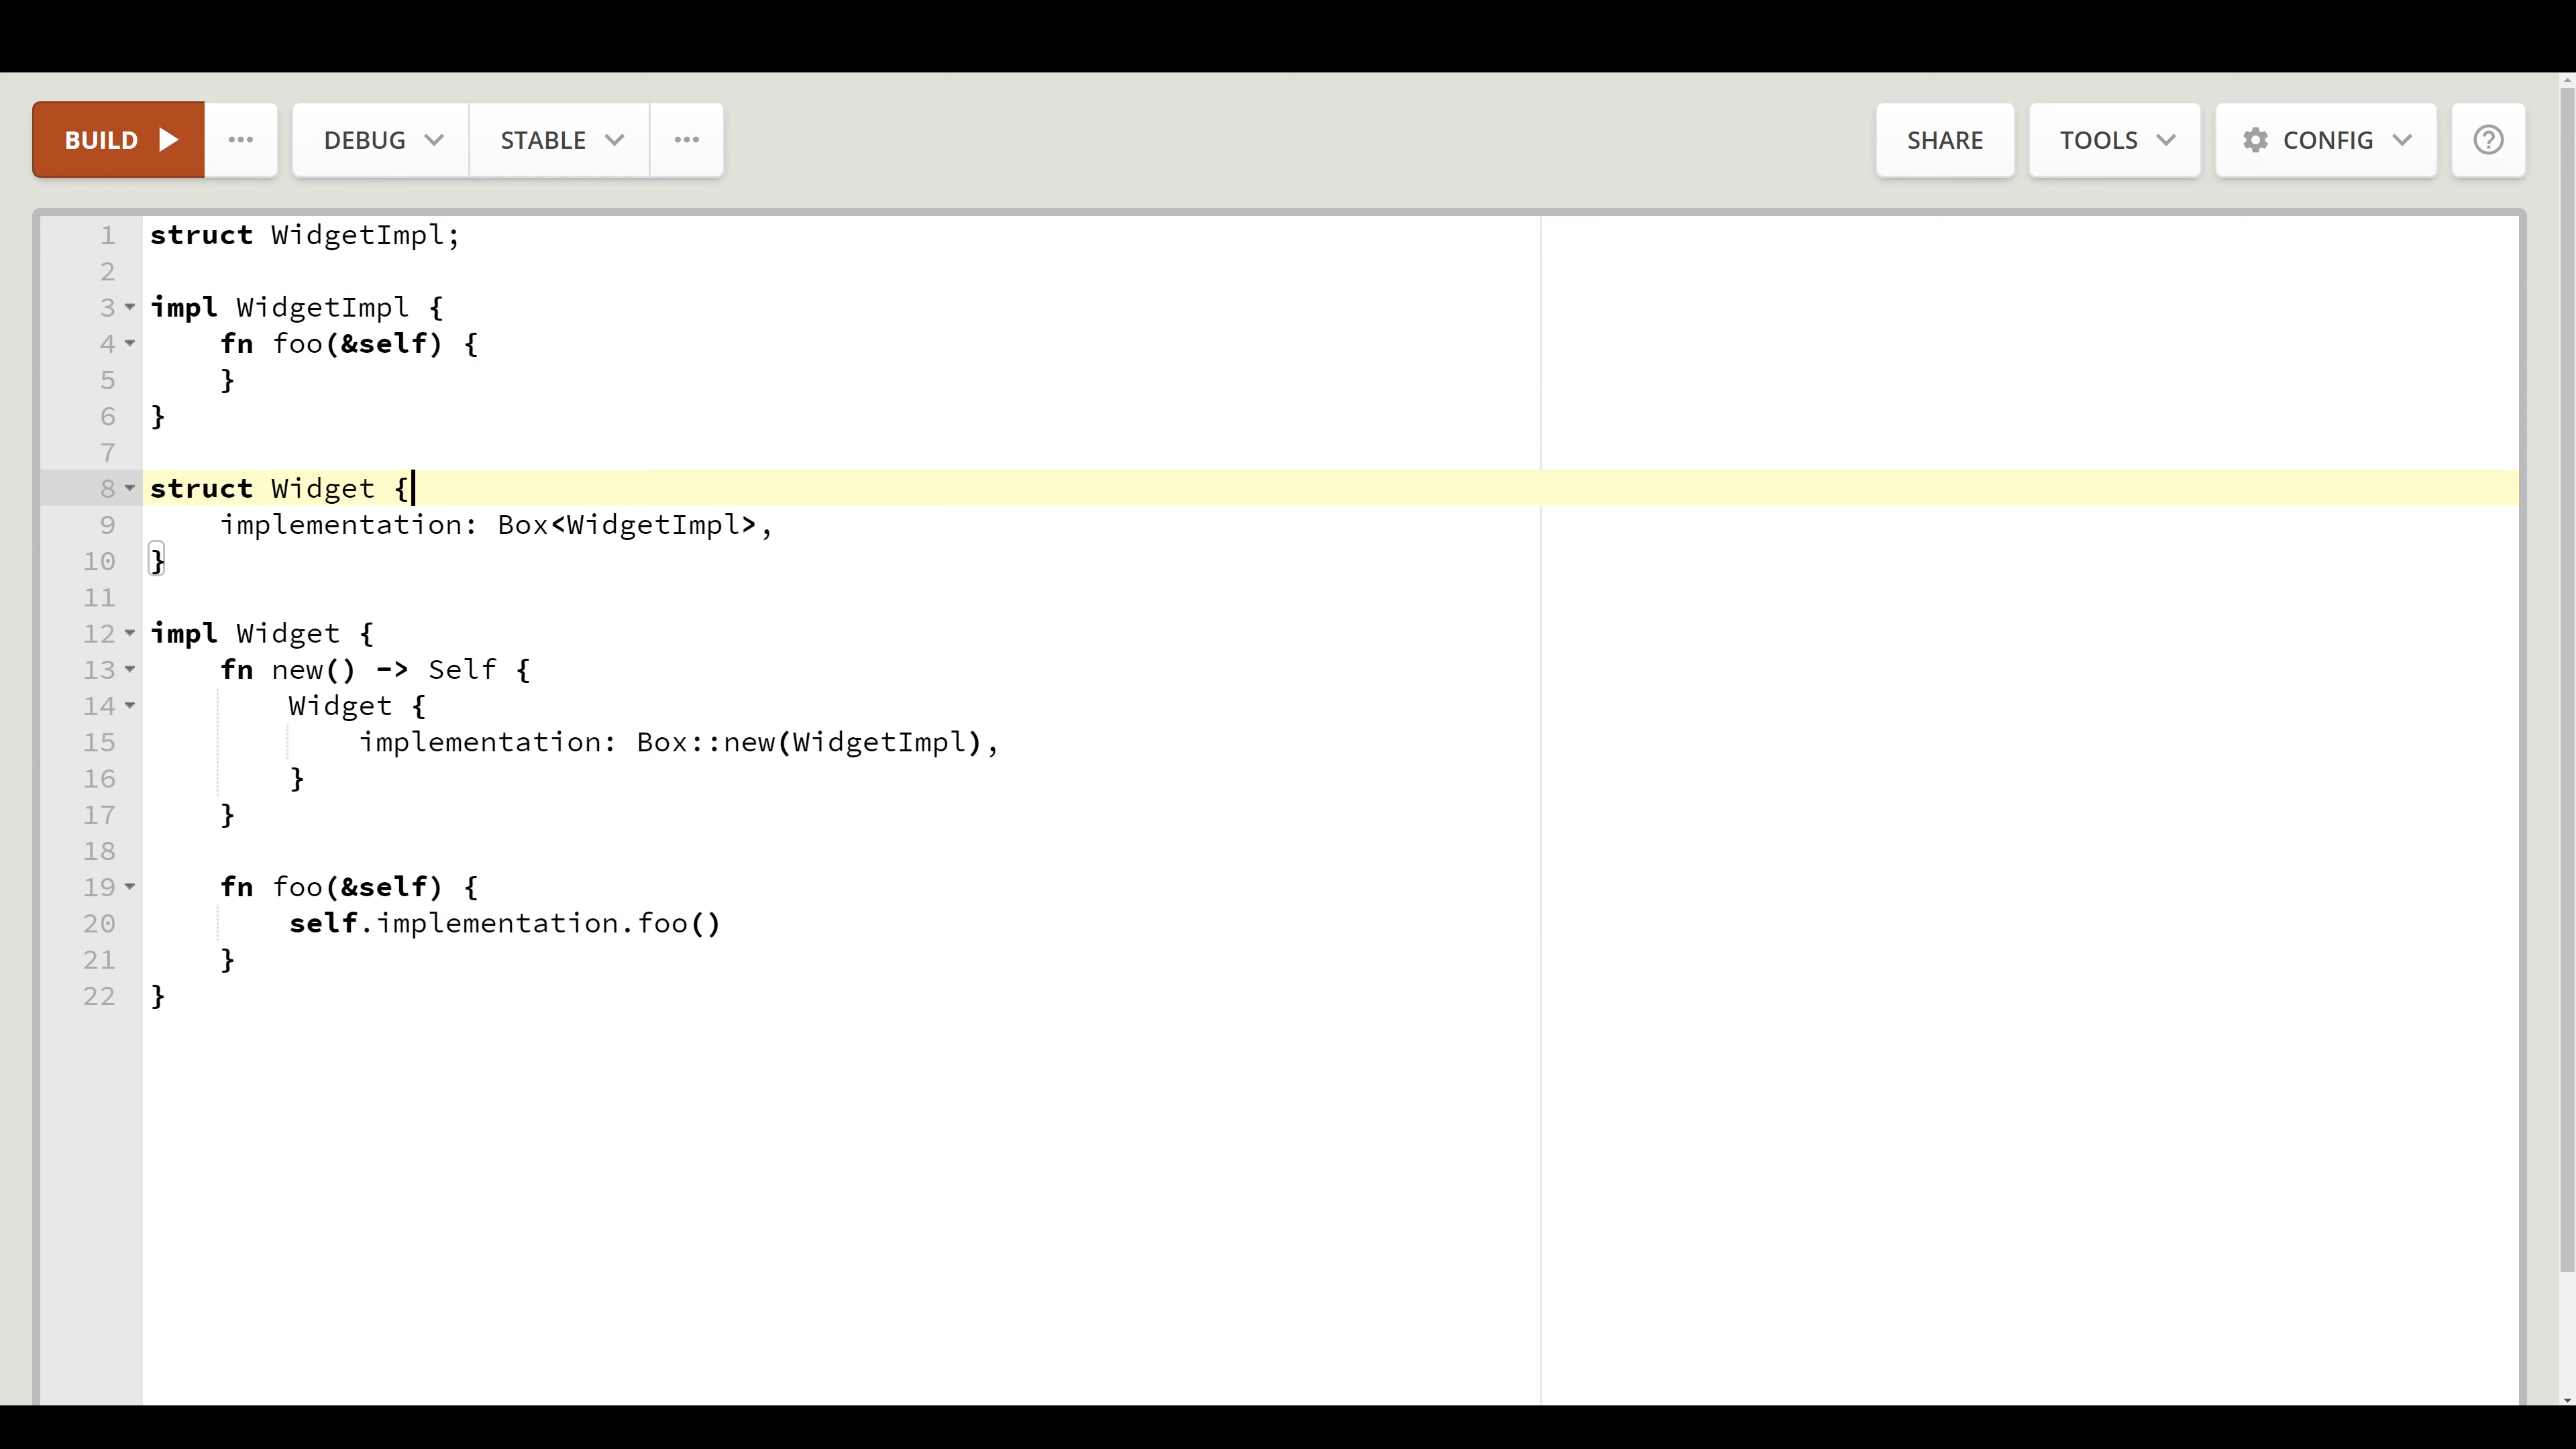 BUILD ... DEBUG STABLE ... SHARE TOOLS CONFIG ?
1 struct WidgetImpl;
2
3 impl WidgetImpl {
4     fn foo(&self) {
5     }
6 }
7
8 struct Widget {
9     implementation: Box<WidgetImpl>,
10 }
11
12 impl Widget {
13     fn new() -> Self {
14         Widget {
15             implementation: Box::new(WidgetImpl),
16         }
17     }
18
19     fn foo(&self) {
20         self.implementation.foo()
21     }
22 }